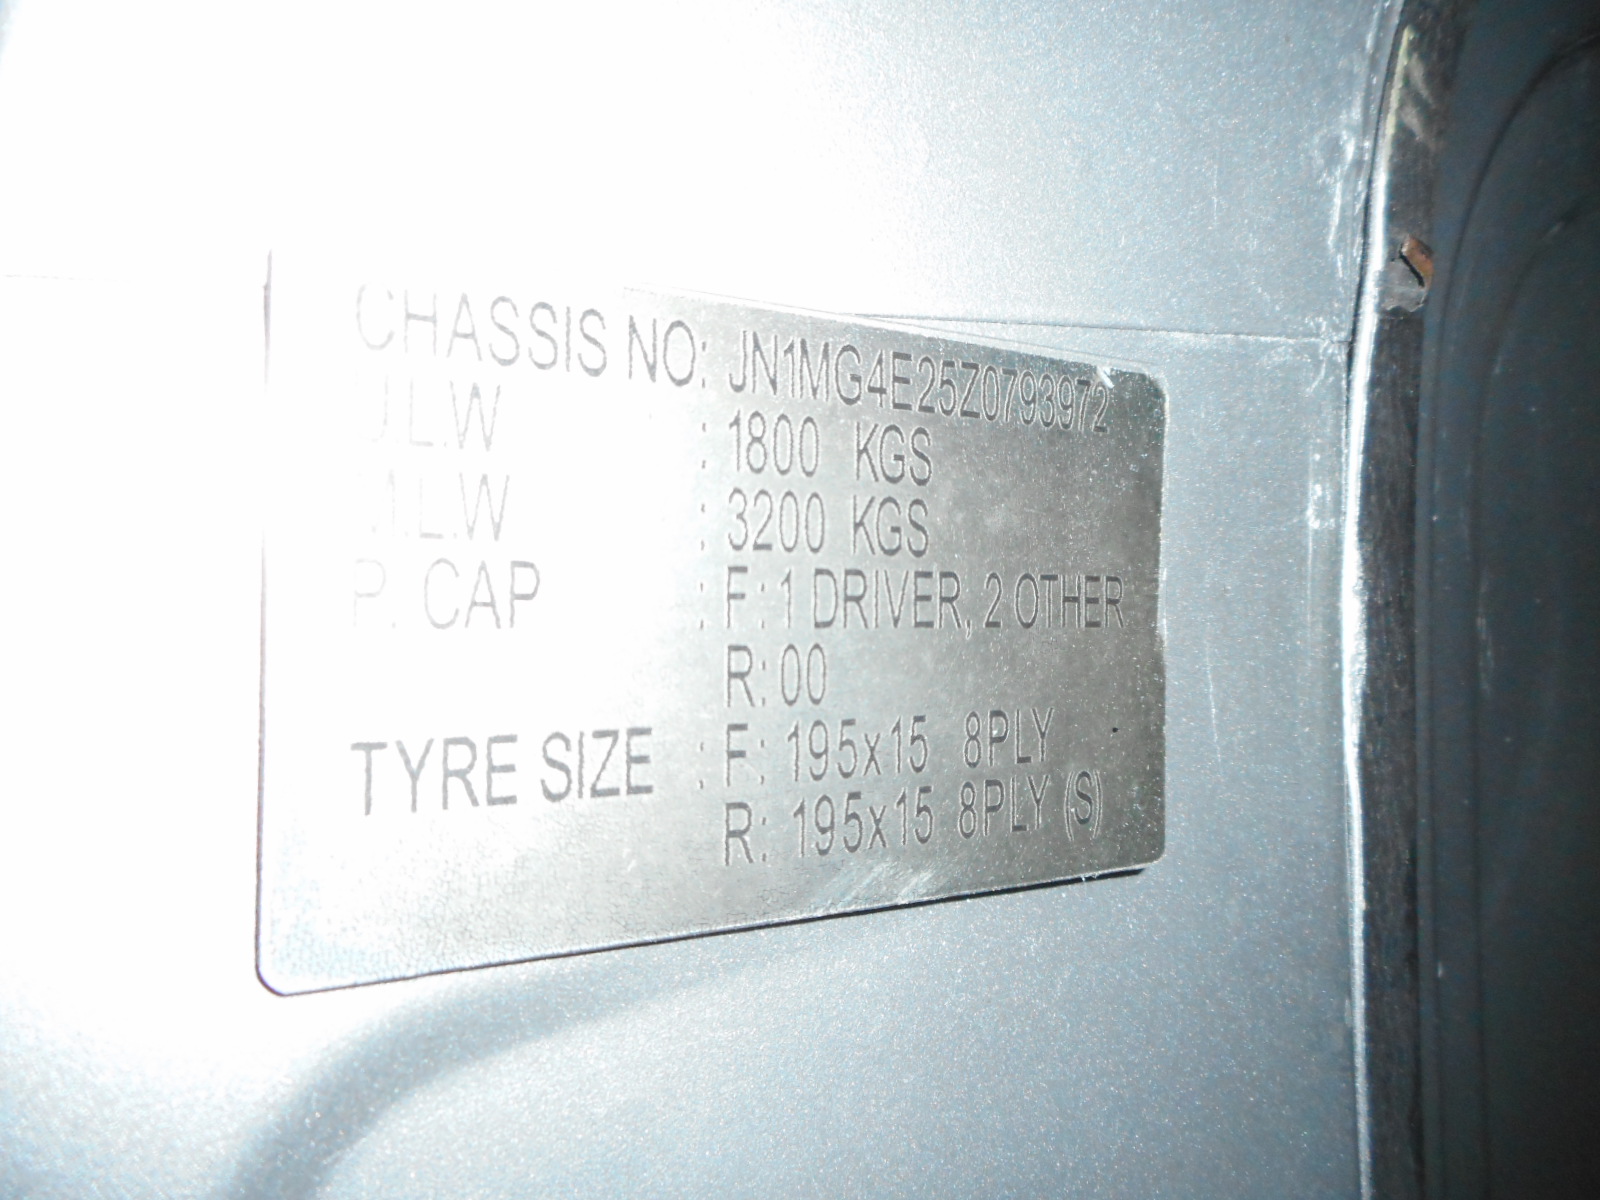 CHASSIS NO: JN1MG4E25Z0793972
U.L.W : 1800 KGS
M.L.W : 3200 KGS
P. CAP : F: 1 DRIVER, 2 OTHER
R: 00
TYRE SIZE : F: 195x15 8PLY
R: 195x15 8PLY (S)